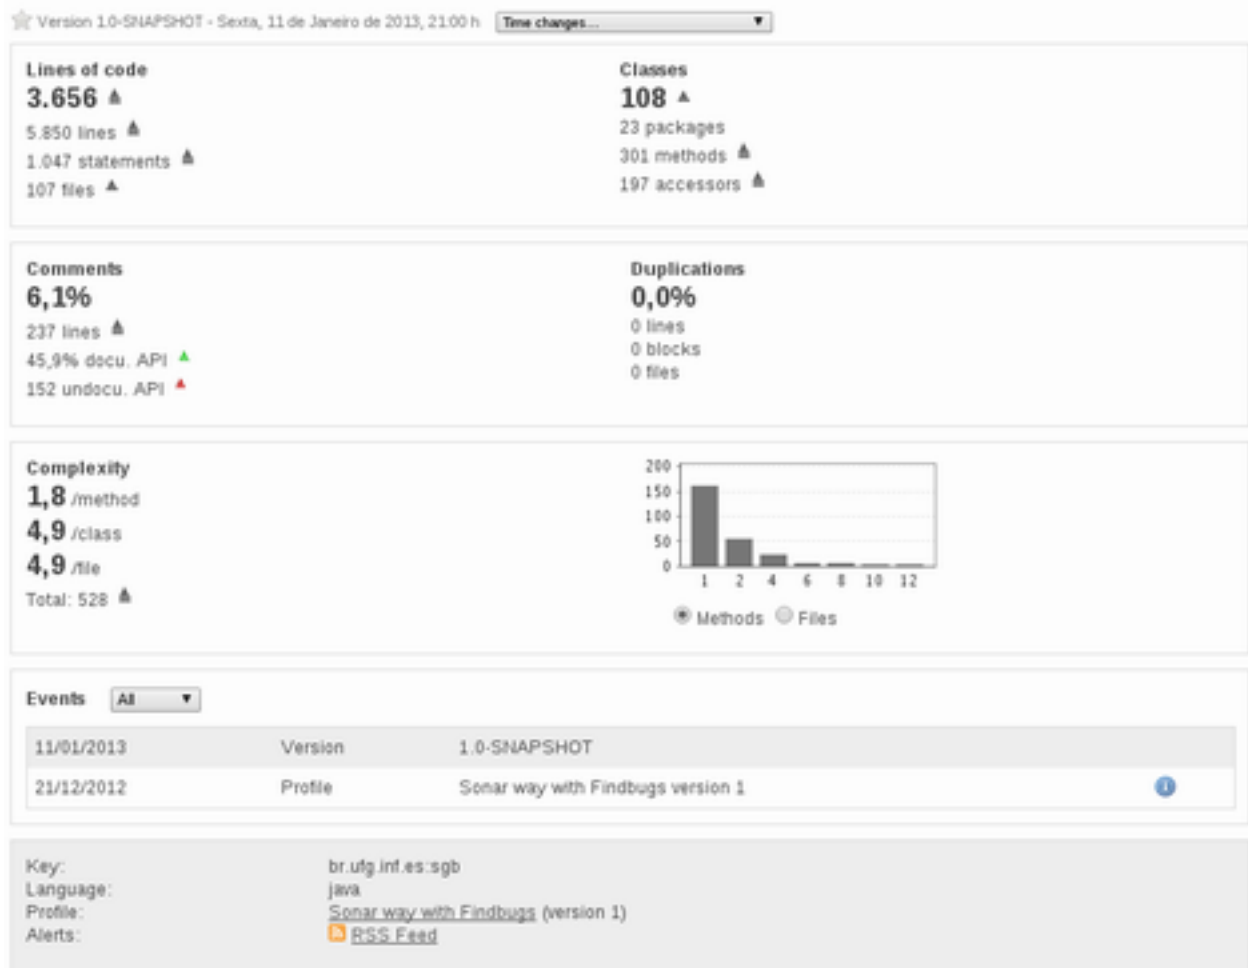 Version 1.0-SNAPSHOT - Sexta, 11 de Janeiro de 2013, 21:00 h Time changes...
Lines of code
3.656
5.850 lines
1.047 statements
107 files
Classes
108
23 packages
301 methods
197 accessors
Comments
6,1%
237 lines
45,9% docu. API
152 undocu. API
Duplications
0,0%
0 lines
0 blocks
0 files
Complexity
1,8 /method
4,9 /class
4,9 /file
Total: 528
200
150
100
50
0
1 2 4 6 8 10 12
Methods Files
Events All
11/01/2013 Version 1.0-SNAPSHOT
21/12/2012 Profile Sonar way with Findbugs version 1
Key: br.ufg.inf.es:sgb
Language: java
Profile: Sonar way with Findbugs (version 1)
Alerts: RSS Feed